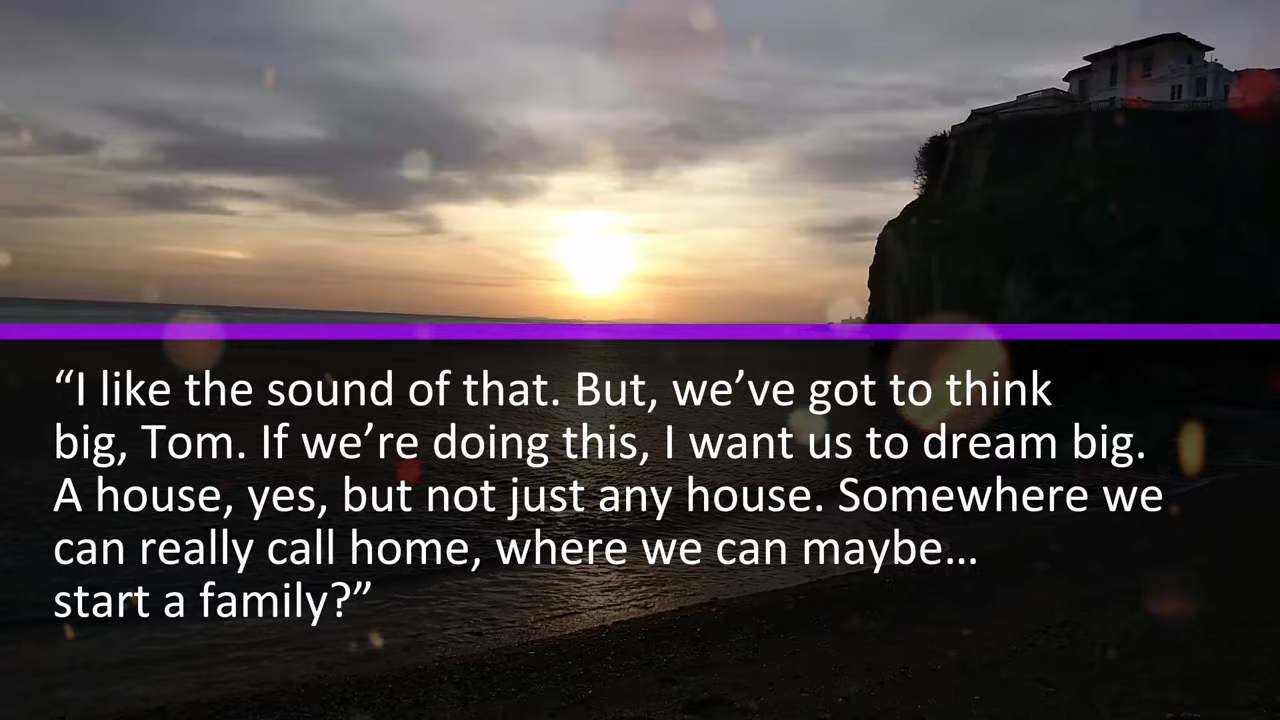 “I like the sound of that. But, we’ve got to think
big, Tom. If we’re doing this, I want us to dream big.
A house, yes, but not just any house. Somewhere we
can really call home, where we can maybe…
start a family?”